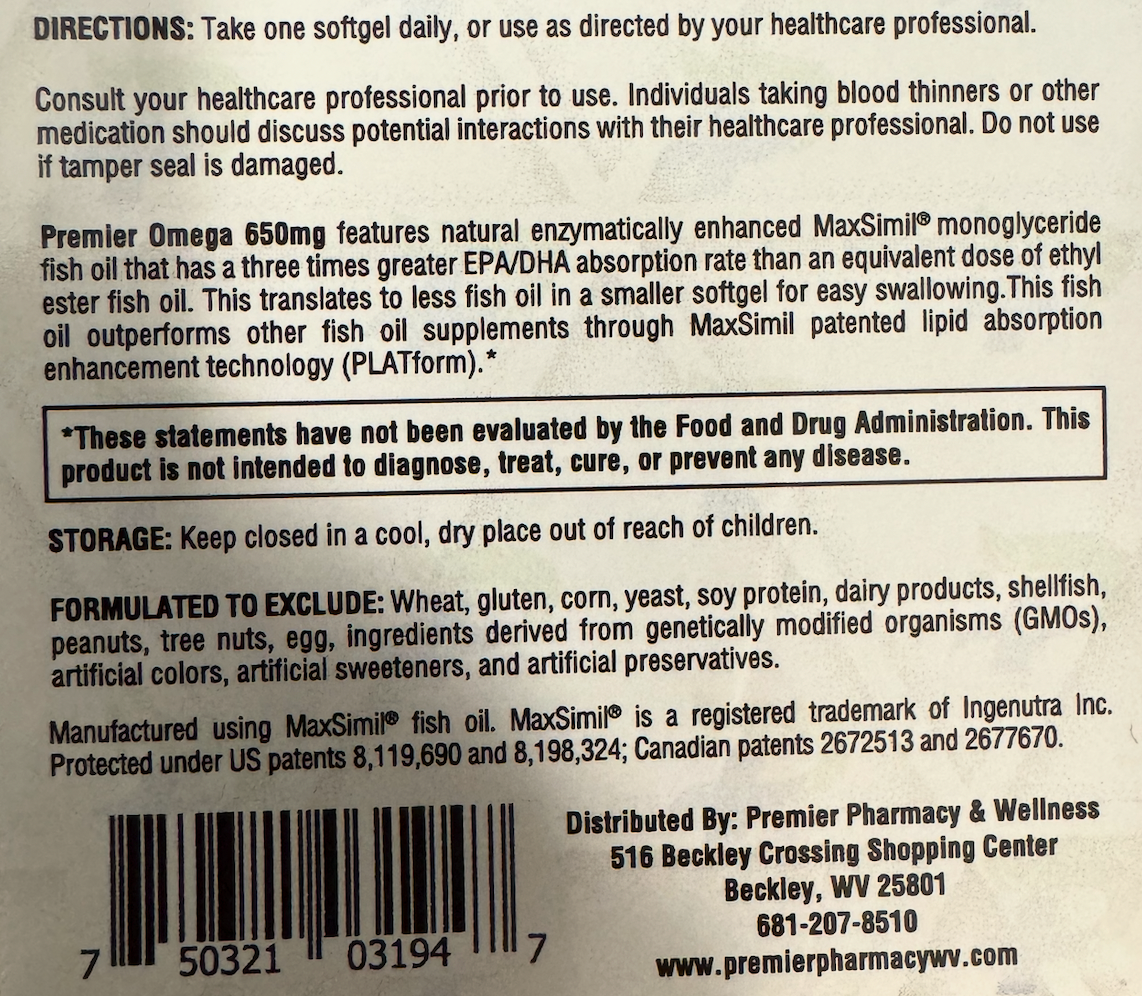 DIRECTIONS: Take one softgel daily, or use as directed by your healthcare professional.
Consult your healthcare professional prior to use. Individuals taking blood thinners or other
medication should discuss potential interactions with their healthcare professional. Do not use
if tamper seal is damaged.
Premier Omega 650mg features natural enzymatically enhanced MaxSimil® monoglyceride
fish oil that has a three times greater EPA/DHA absorption rate than an equivalent dose of ethyl
ester fish oil. This translates to less fish oil in a smaller softgel for easy swallowing.This fish
oil outperforms other fish oil supplements through MaxSimil patented lipid absorption
enhancement technology (PLATform).*
*These statements have not been evaluated by the Food and Drug Administration. This
product is not intended to diagnose, treat, cure, or prevent any disease.
STORAGE: Keep closed in a cool, dry place out of reach of children.
FORMULATED TO EXCLUDE: Wheat, gluten, corn, yeast, soy protein, dairy products, shellfish,
peanuts, tree nuts, egg, ingredients derived from genetically modified organisms (GMOs),
artificial colors, artificial sweeteners, and artificial preservatives.
Manufactured using MaxSimil® fish oil. MaxSimil® is a registered trademark of Ingenutra Inc.
Protected under US patents 8,119,690 and 8,198,324; Canadian patents 2672513 and 2677670.
7 50321 03194 7
Distributed By: Premier Pharmacy & Wellness
516 Beckley Crossing Shopping Center
Beckley, WV 25801
681-207-8510
www.premierpharmacywv.com